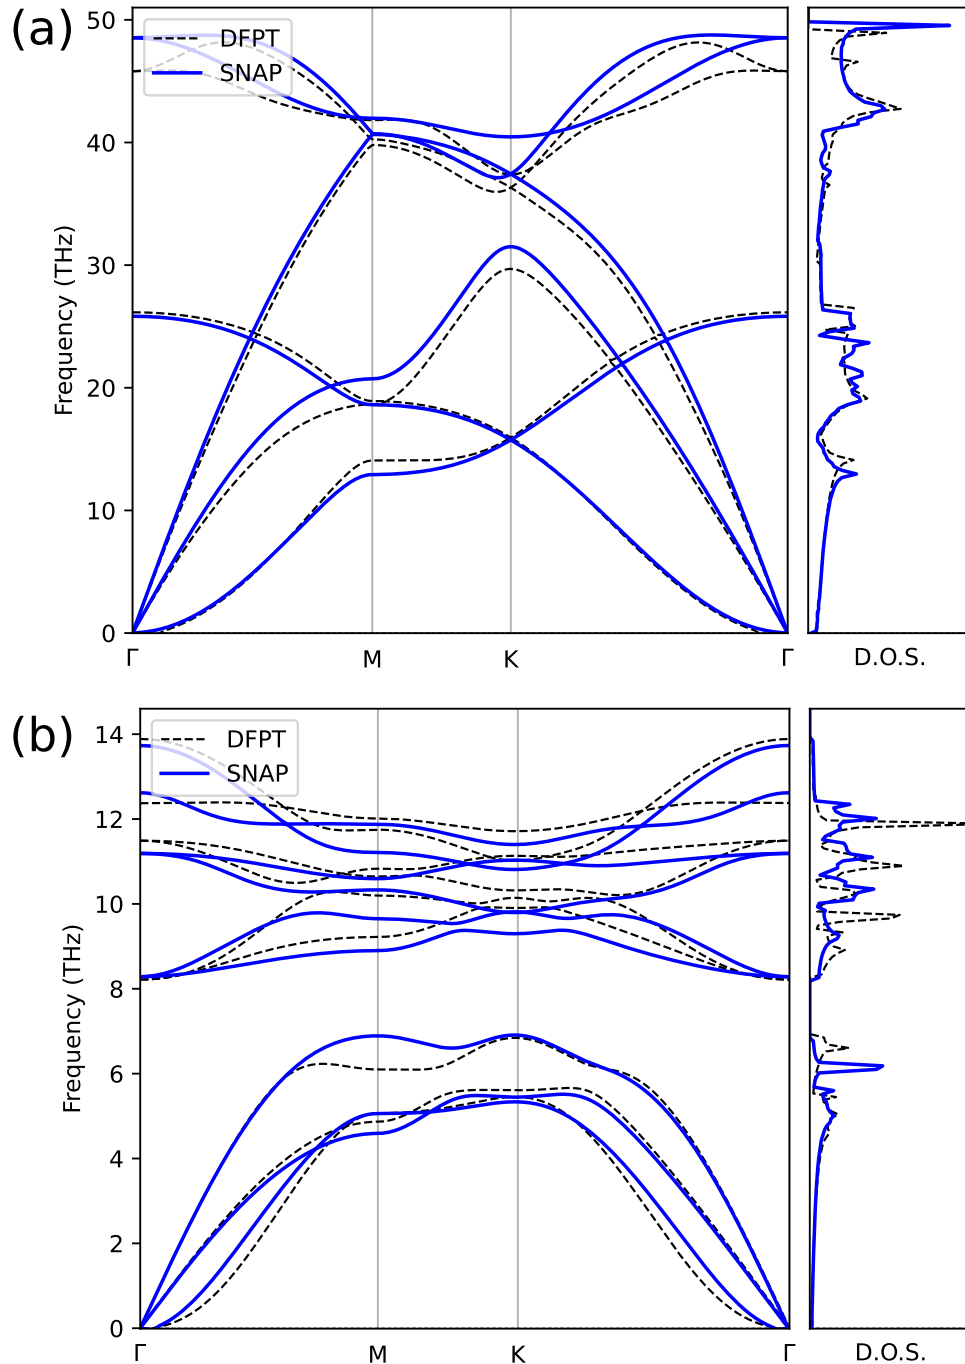 (a)
DFPT
SNAP
50
40
30
20
10
0
Frequency (THz)
Γ M K Γ
D.O.S.
(b)
DFPT
SNAP
14
12
10
8
6
4
2
0
Frequency (THz)
Γ M K Γ
D.O.S.